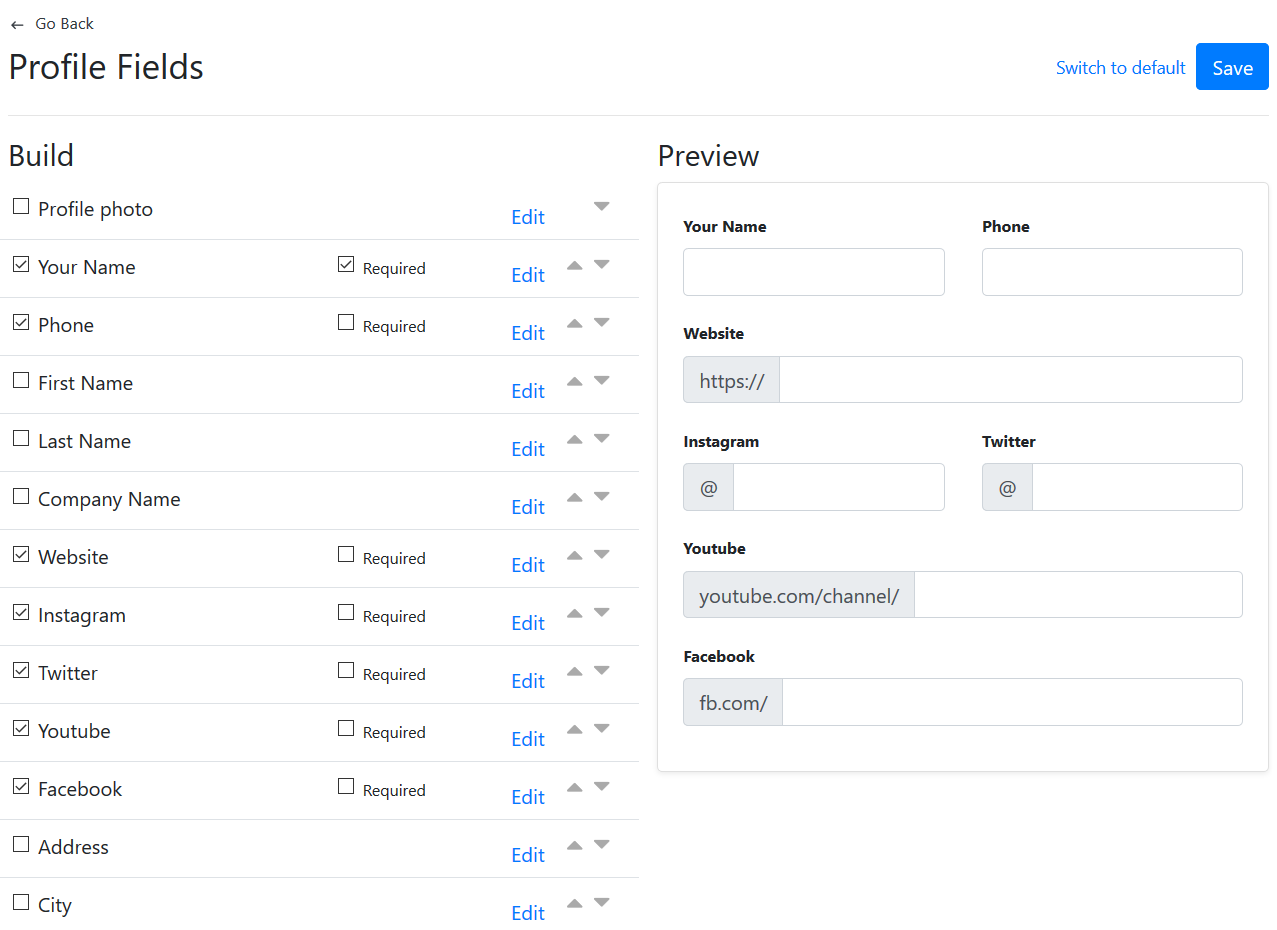 ← Go Back
Profile Fields
Switch to default Save
Build
Profile photo Edit
Your Name Required Edit
Phone Required Edit
First Name Edit
Last Name Edit
Company Name Edit
Website Required Edit
Instagram Required Edit
Twitter Required Edit
Youtube Required Edit
Facebook Required Edit
Address Edit
City Edit
Preview
Your Name Phone
Website
https://
Instagram Twitter
@ @
Youtube
youtube.com/channel/
Facebook
fb.com/